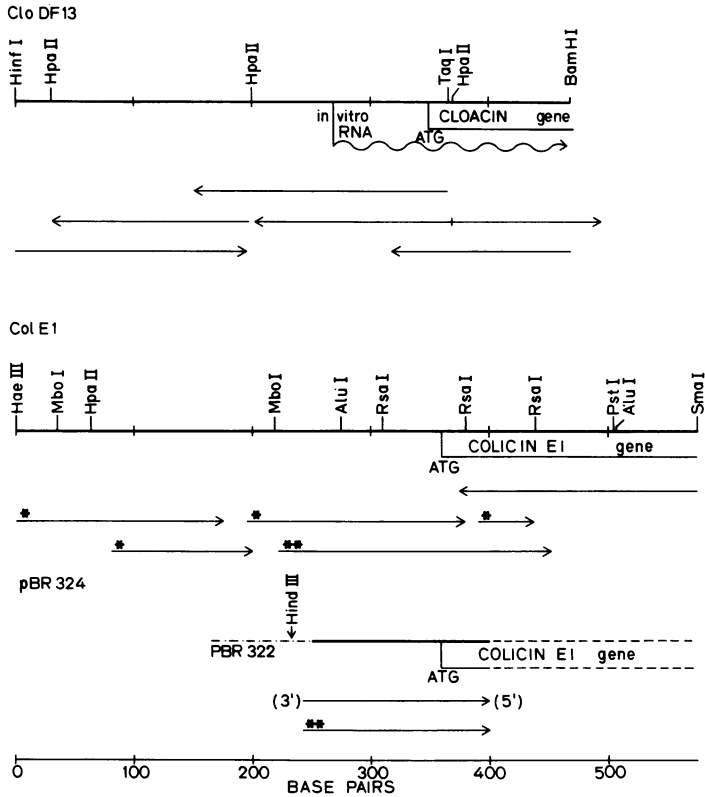 Clo DF13
Hinf I
Hpa II
Hpa II
Taq I
Hpa II
BamH I
in vitro
RNA
ATG
CLOACIN gene
Col E1
Hae III
Mbo I
Hpa II
Mbo I
Alu I
Rsa I
Rsa I
Rsa I
Pst I
Alu I
Sma I
ATG
COLICIN E1 gene
*
*
*
*
**
pBR 324
Hind III
PBR 322
ATG
COLICIN E1 gene
(3')
(5')
**
0 100 200 300 400 500
BASE PAIRS